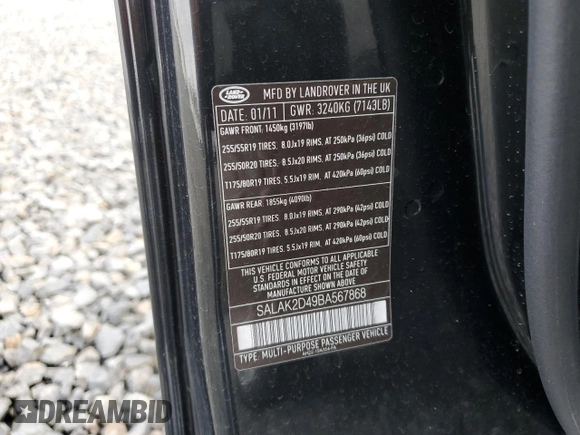 LAND ROVER
MFD BY LANDROVER IN THE UK
DATE: 01/11 GWR: 3240KG (7143LB)
GAWR FRONT: 1450kg (3197lb)
255/55R19 TIRES. 8.0Jx19 RIMS, AT 250kPa (36psi) COLD
255/50R20 TIRES. 8.5Jx20 RIMS, AT 250kPa (36psi) COLD
T175/80R19 TIRES. 5.5Jx19 RIM, AT 420kPa (60psi) COLD
GAWR REAR: 1855kg (4090lb)
255/55R19 TIRES. 8.0Jx19 RIMS, AT 290kPa (42psi) COLD
255/50R20 TIRES. 8.5Jx20 RIMS, AT 290kPa (42psi) COLD
T175/80R19 TIRES. 5.5Jx19 RIM, AT 420kPa (60psi) COLD
THIS VEHICLE CONFORMS TO ALL APPLICABLE
U.S. FEDERAL MOTOR VEHICLE SAFETY
STANDARDS IN EFFECT ON THE DATE OF
MANUFACTURE SHOWN ABOVE
SALAK2D49BA567868
TYPE: MULTI-PURPOSE PASSENGER VEHICLE
DREAMBID